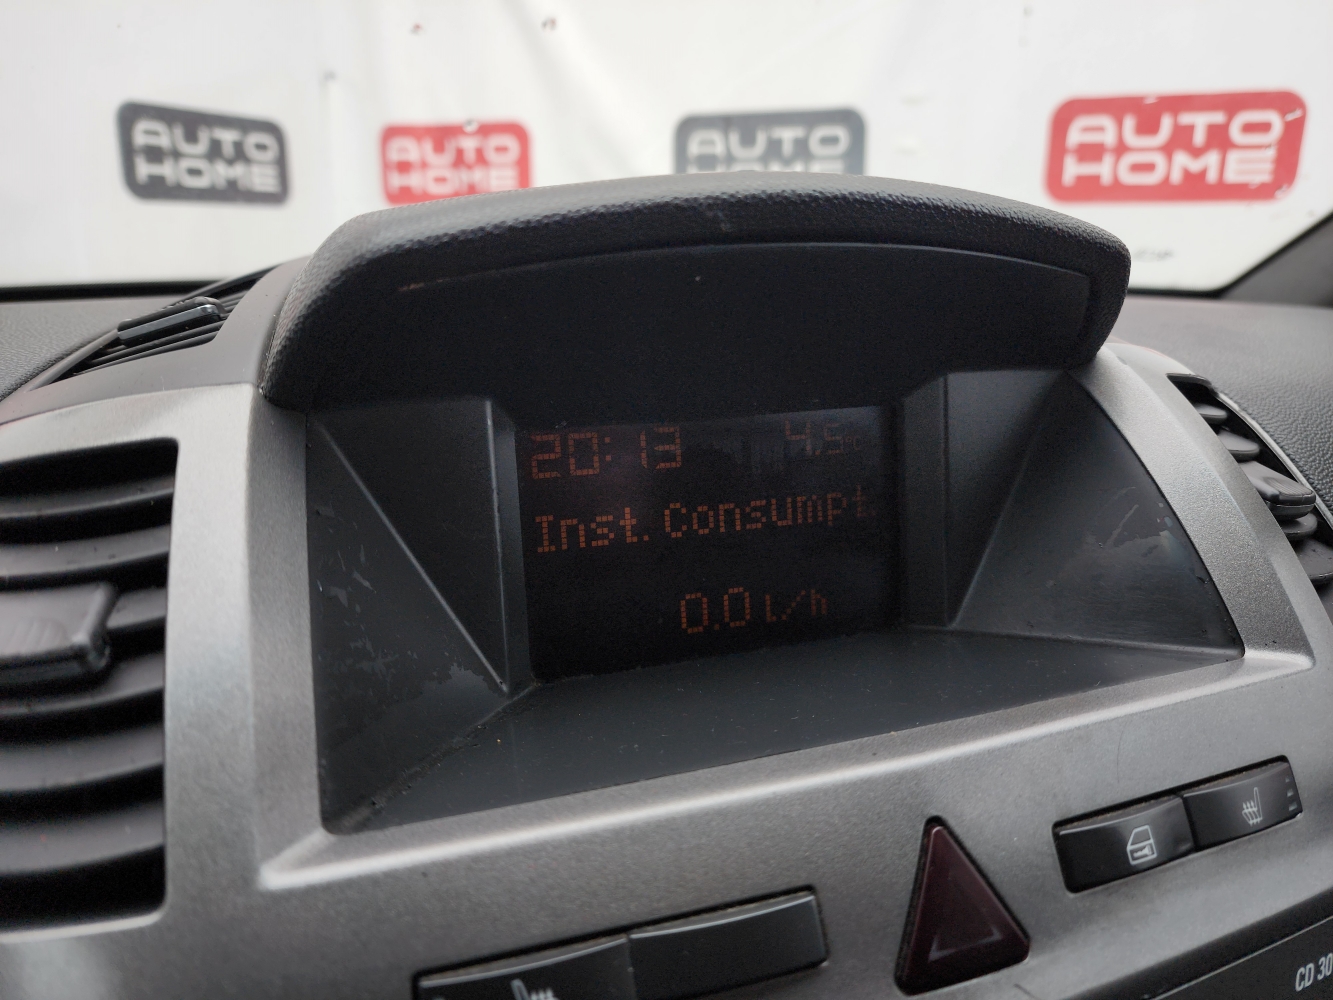 AUTO
HOME
AUTO
HOME
AUTO
HOME
AUTO
HOME
20:13 4.5°C
Inst. Consumpt.
0.0 l/h
CD 30